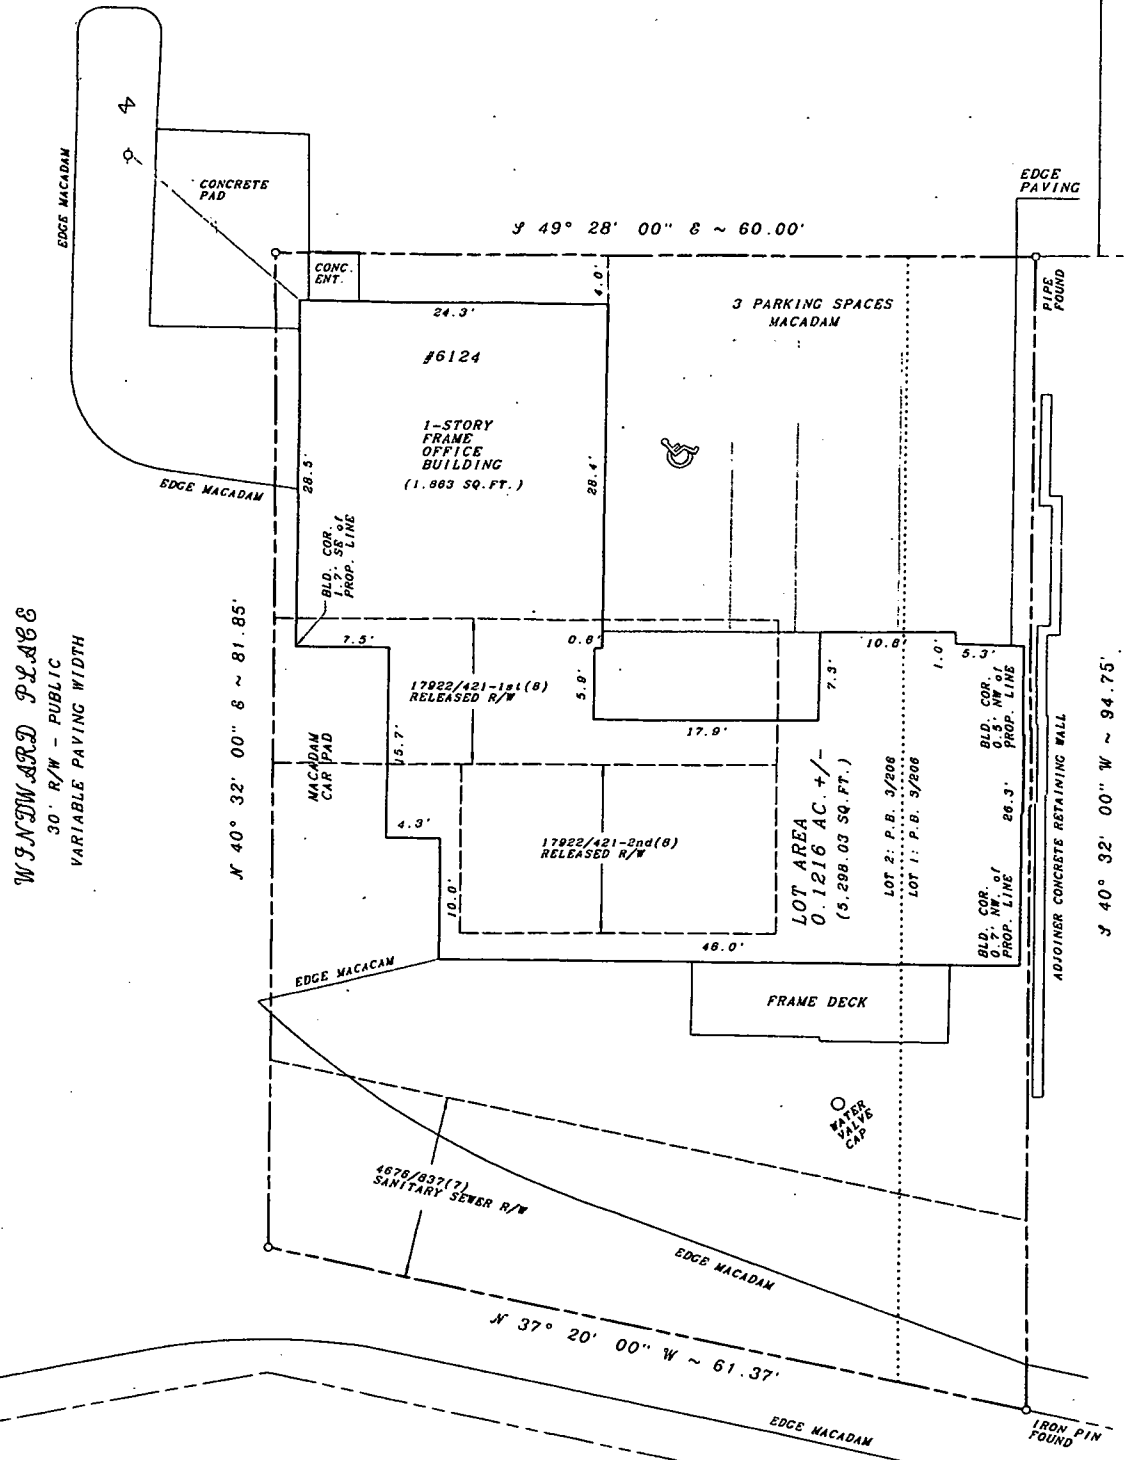 EDGE MACADAM
CONCRETE
PAD
EDGE
PAVING
S 49° 28' 00" E ~ 60.00'
CONC.
ENT.
4.0'
3 PARKING SPACES
MACADAM
PIPE
FOUND
24.3'
#6124
1-STORY
FRAME
OFFICE
BUILDING
(1,663 SQ.FT.)
28.5'
28.4'
EDGE MACADAM
BLD. COR.
1.7' SE of
PROP. LINE
WINDWARD PLACE
30' R/W - PUBLIC
VARIABLE PAVING WIDTH
N 40° 32' 00" E ~ 81.85'
7.5'
0.6'
10.6'
1.0'
5.3'
17922/421-1st(6)
RELEASED R/W
5.9'
7.3'
17.9'
BLD. COR.
0.5' NW of
PROP. LINE
MACADAM
CAR PAD
15.7'
4.3'
17922/421-2nd(6)
RELEASED R/W
LOT AREA
0.1216 AC.+/-
(5,298.03 SQ.FT.)
LOT 2: P.B. 3/206
LOT 1: P.B. 3/206
26.3'
ADJOINER CONCRETE RETAINING WALL
S 40° 32' 00" W ~ 94.75'
10.0'
46.0'
BLD. COR.
0.7' NW. of
PROP. LINE
EDGE MACACAM
FRAME DECK
WATER
VALVE
CAP
4676/637(7)
SANITARY SEWER R/W
EDGE MACADAM
N 37° 20' 00" W ~ 61.37'
EDGE MACADAM
IRON PIN
FOUND